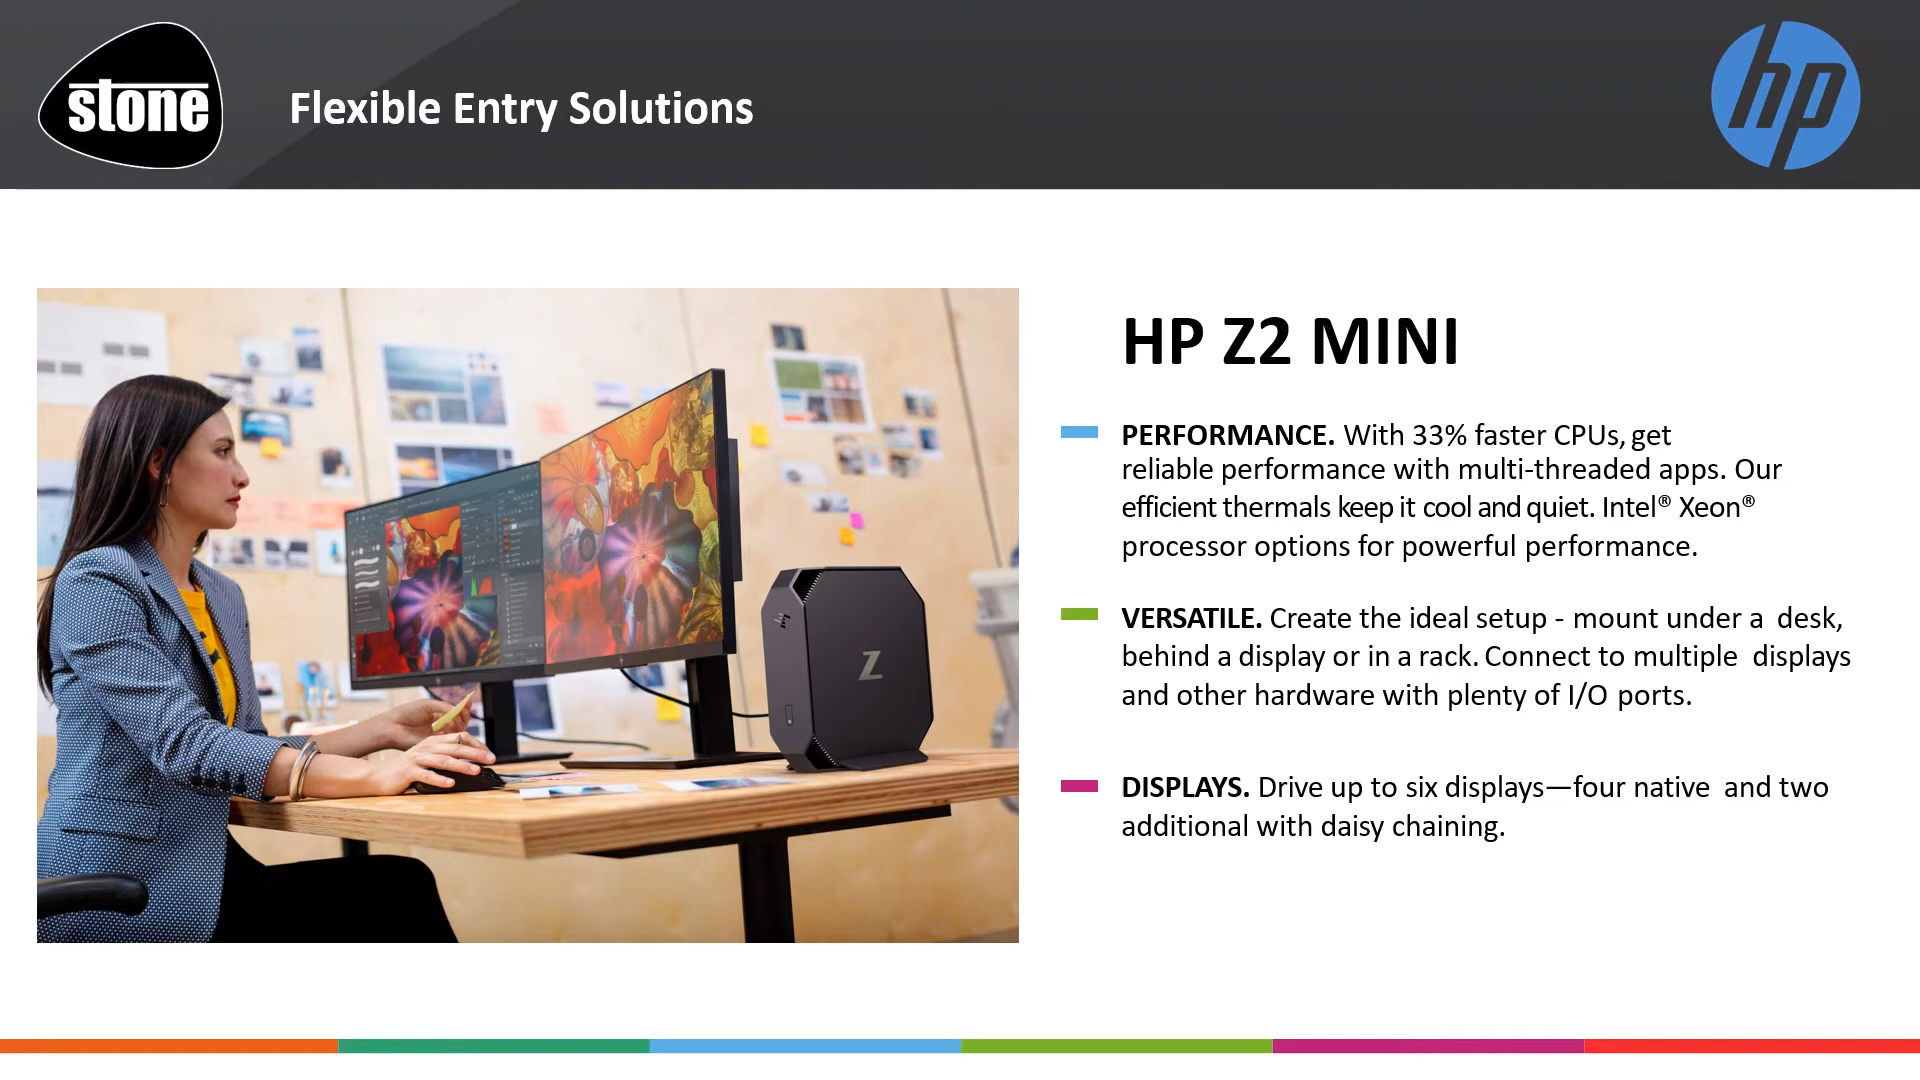 stone
Flexible Entry Solutions
hp
HP Z2 MINI
PERFORMANCE. With 33% faster CPUs, get
reliable performance with multi-threaded apps. Our
efficient thermals keep it cool and quiet. Intel® Xeon®
processor options for powerful performance.
VERSATILE. Create the ideal setup - mount under a desk,
behind a display or in a rack. Connect to multiple displays
and other hardware with plenty of I/O ports.
DISPLAYS. Drive up to six displays—four native and two
additional with daisy chaining.
hp
Z